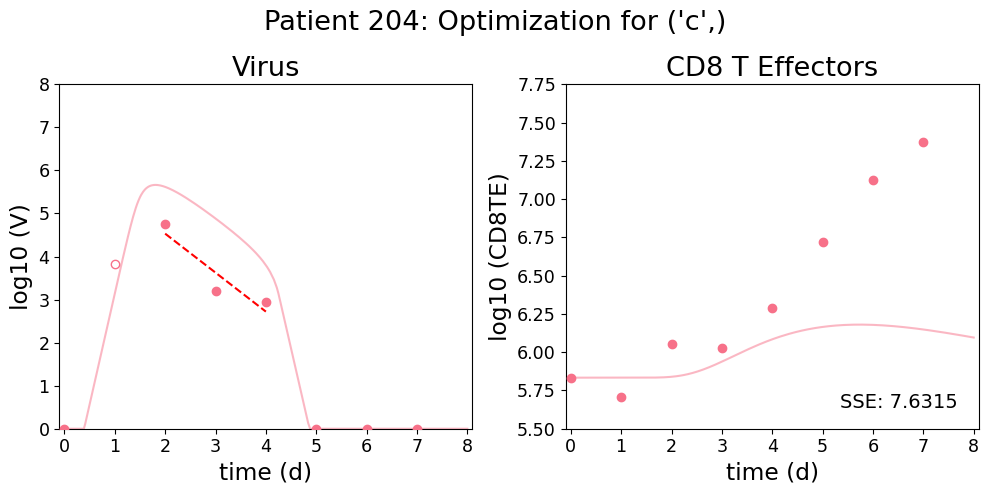 Patient 204: Optimization for ('c',)
Virus
CD8 T Effectors
log10 (V)
8
7
6
5
4
3
2
1
0
0 1 2 3 4 5 6 7 8
time (d)
log10 (CD8TE)
7.75
7.50
7.25
7.00
6.75
6.50
6.25
6.00
5.75
5.50
SSE: 7.6315
0 1 2 3 4 5 6 7 8
time (d)